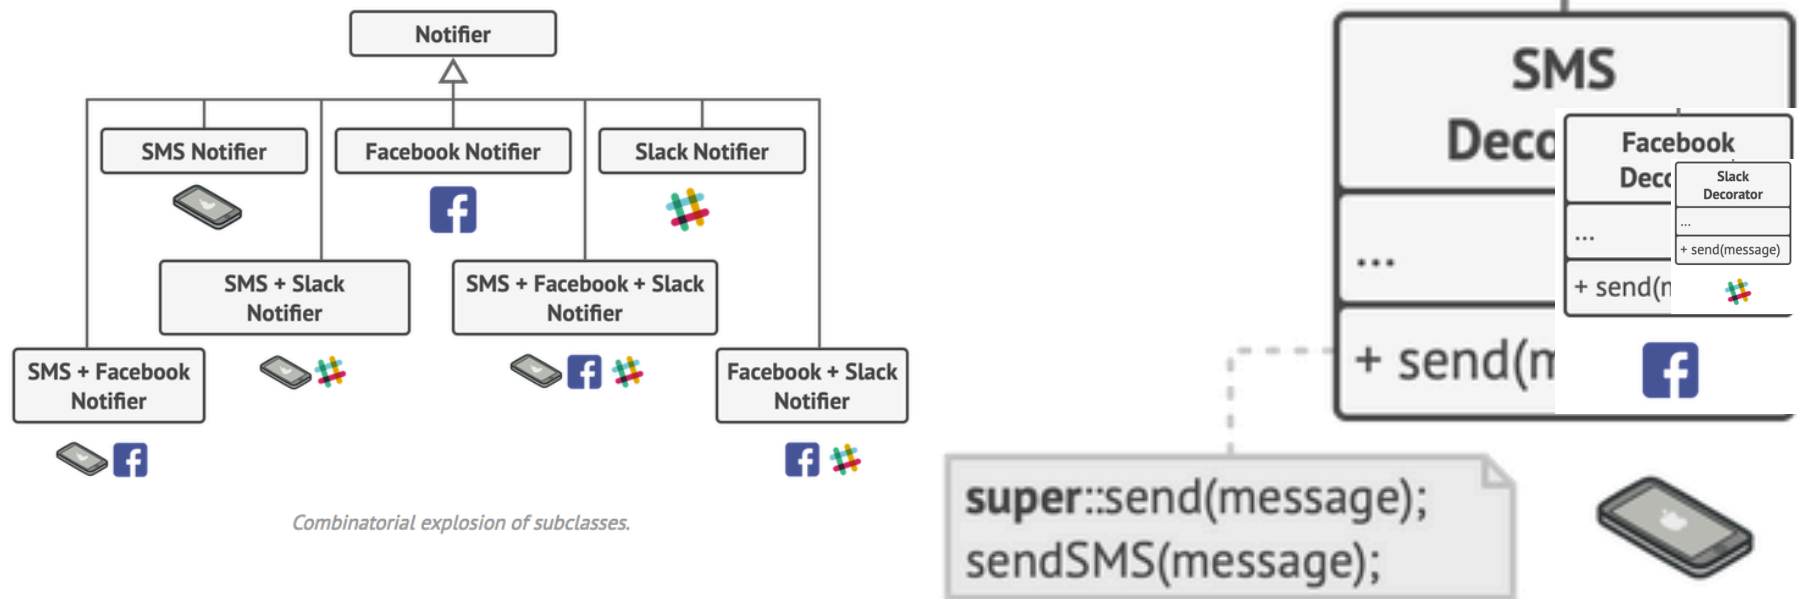 Notifier
SMS Notifier
Facebook Notifier
Slack Notifier
SMS + Slack
Notifier
SMS + Facebook + Slack
Notifier
SMS + Facebook
Notifier
Facebook + Slack
Notifier
Combinatorial explosion of subclasses.
SMS
Deco
...
+ send(m
super::send(message);
sendSMS(message);
Facebook
Deco
...
+ send(m
Slack
Decorator
...
+ send(message)